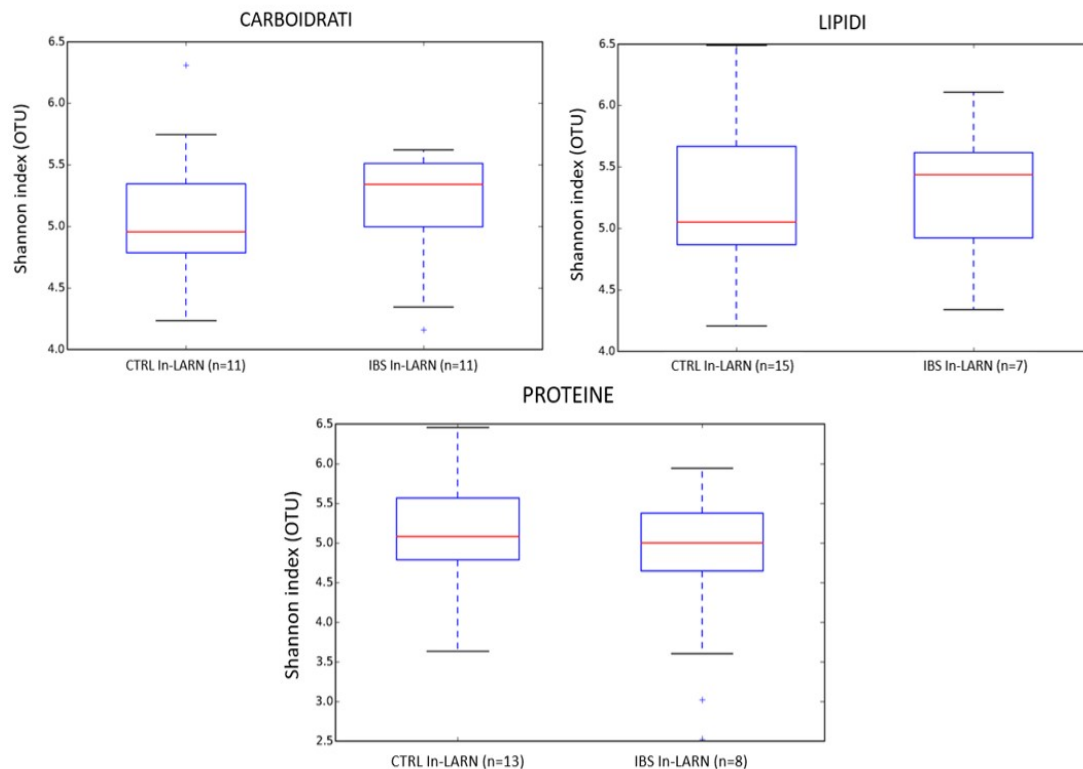 CARBOIDRATI
Shannon index (OTU)
6.5
6.0
5.5
5.0
4.5
4.0
CTRL In-LARN (n=11)
IBS In-LARN (n=11)
LIPIDI
Shannon index (OTU)
6.5
6.0
5.5
5.0
4.5
4.0
CTRL In-LARN (n=15)
IBS In-LARN (n=7)
PROTEINE
Shannon index (OTU)
6.5
6.0
5.5
5.0
4.5
4.0
3.5
3.0
2.5
CTRL In-LARN (n=13)
IBS In-LARN (n=8)